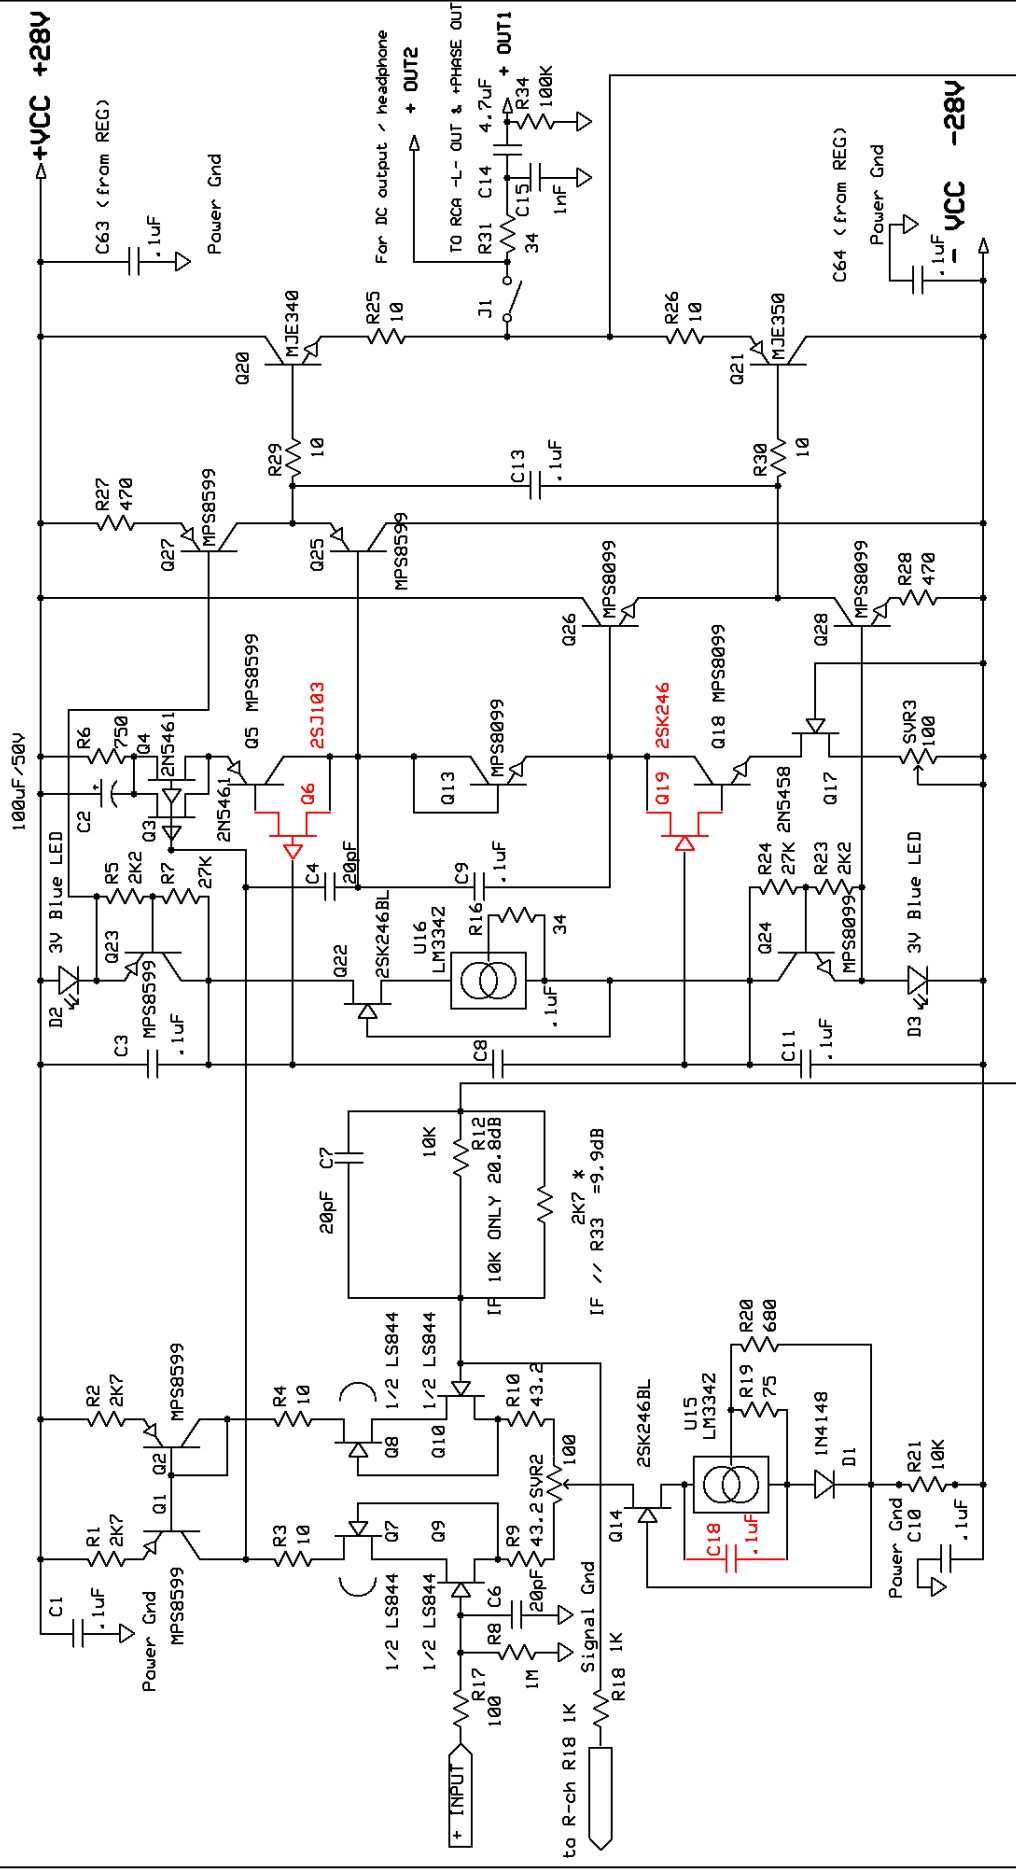 +VCC +28V
C63 (from REG)
.1uF
Power Gnd
For DC output / headphone
+ OUT2
TO RCA -L- OUT & +PHASE OUT
+ OUT1
4.7uF
C14
R34
100K
C15
1nF
R31
34
J1
C64 (from REG)
Power Gnd
.1uF
- VCC -28V
Q20
MJE340
R25
10
R26
10
Q21
MJE350
R29
10
C13
.1uF
R30
10
R27
470
Q27
MPS8599
Q25
MPS8599
Q26
MPS8099
Q28
MPS8099
R28
470
100uF/50V
R6
750
C2
Q4
2N5461
Q3
2N5461
Q5 MPS8599
Q6
2SJ103
Q13
MPS8099
Q19
2SK246
Q18 MPS8099
2N5458
Q17
SVR3
100
3V Blue LED
D2
R5
2K2
R7
27K
Q23
MPS8599
C3
.1uF
C4
20pF
Q22
2SK246BL
C9
.1uF
U16
LM334Z
R16
34
C8
.1uF
R24
27K
R23
2K2
Q24
MPS8099
C11
.1uF
3V Blue LED
D3
C7
20pF
10K
R12
IF 10K ONLY 20.8dB
2K7 *
IF // R33 =9.9dB
C1
.1uF
Power Gnd
R1
2K7
MPS8599
Q1
R2
2K7
Q2
MPS8599
R3
10
R4
10
Q7
1/2 LS844
Q8
1/2 LS844
Q9
1/2 LS844
Q10
1/2 LS844
R9
43.2
R10
43.2
SVR2
100
+ INPUT
R17
100
R8
1M
C6
20pF
Signal Gnd
to R-ch R18 1K
R18 1K
Q14
2SK246BL
U15
LM334Z
C18
.1uF
R19
75
R20
680
1N4148
D1
R21
10K
Power Gnd
C10
.1uF